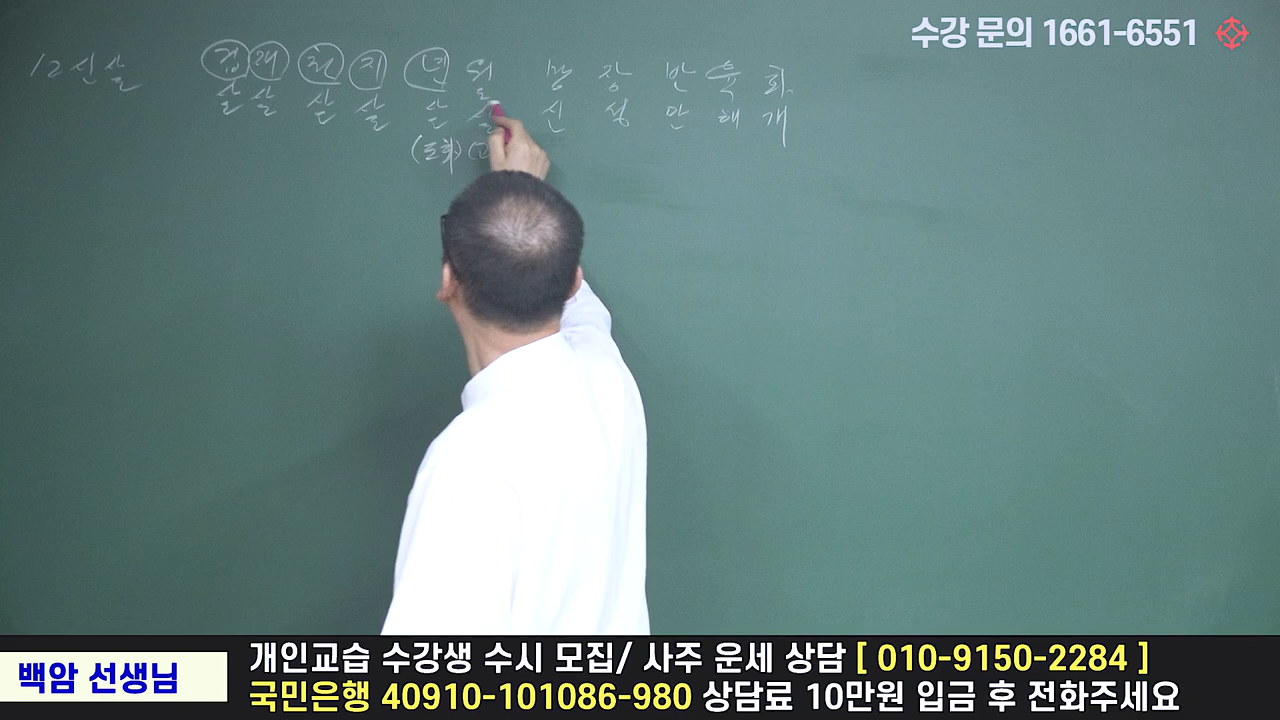 수강 문의 1661-6551
12신살
겁 재 천 지 년 월 망 장 반 육 화
살 살 살 살 살 살 신 성 안 해 개
(도화) (고
백암 선생님
개인교습 수강생 수시 모집/ 사주 운세 상담 [ 010-9150-2284 ]
국민은행 40910-101086-980 상담료 10만원 입금 후 전화주세요